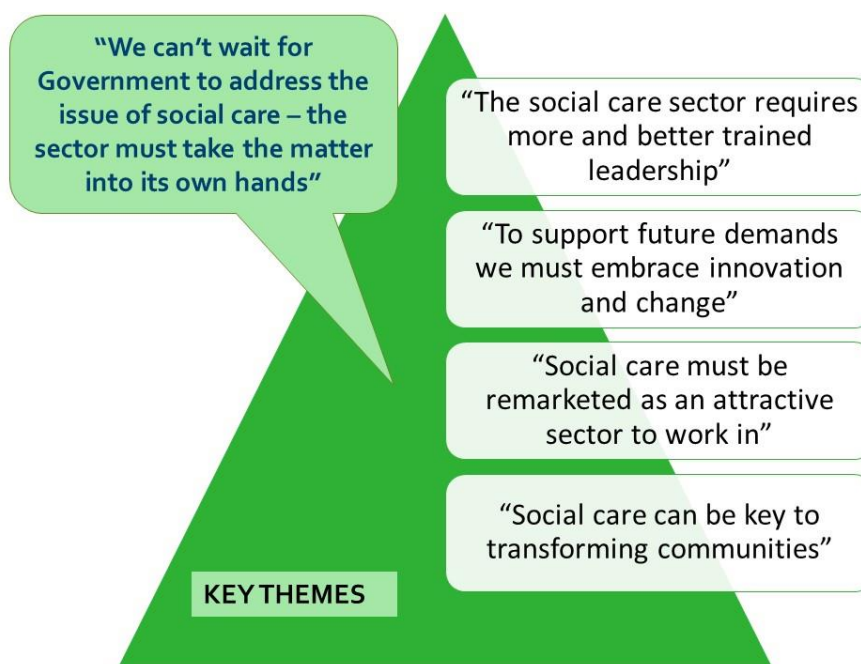 “We can’t wait for
Government to address the
issue of social care – the
sector must take the matter
into its own hands”
“The social care sector requires
more and better trained
leadership”
“To support future demands
we must embrace innovation
and change”
“Social care must be
remarketed as an attractive
sector to work in”
“Social care can be key to
transforming communities”
KEY THEMES